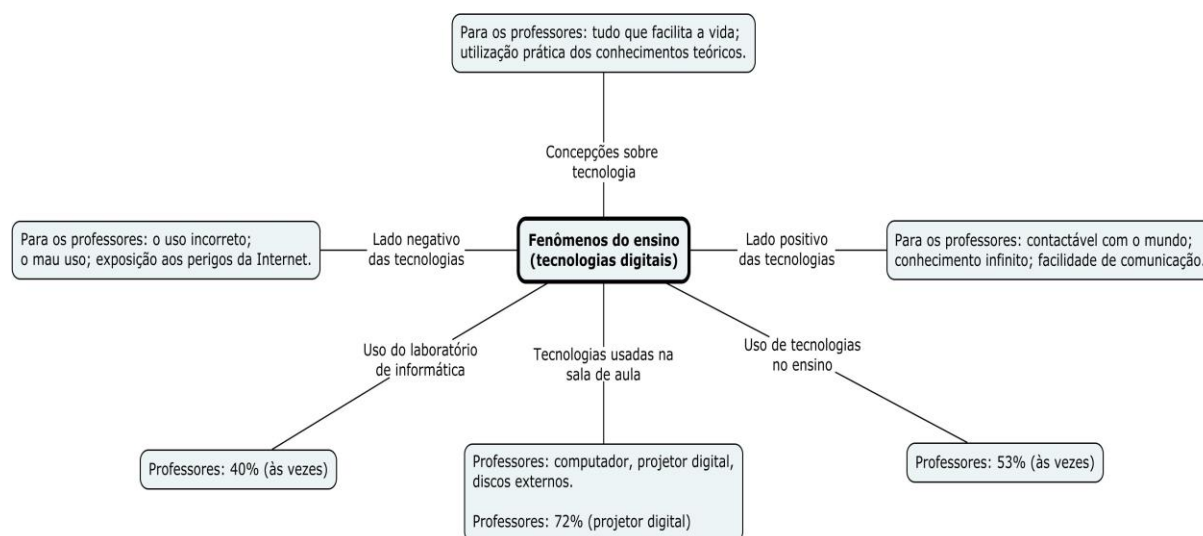 Para os professores: tudo que facilita a vida;
utilização prática dos conhecimentos teóricos.
Concepções sobre
tecnologia
Para os professores: o uso incorreto;
o mau uso; exposição aos perigos da Internet.
Lado negativo
das tecnologias
Fenômenos do ensino
(tecnologias digitais)
Lado positivo
das tecnologias
Para os professores: contactável com o mundo;
conhecimento infinito; facilidade de comunicação.
Uso do laboratório
de informática
Tecnologias usadas na
sala de aula
Uso de tecnologias
no ensino
Professores: 40% (às vezes)
Professores: computador, projetor digital,
discos externos.
Professores: 72% (projetor digital)
Professores: 53% (às vezes)